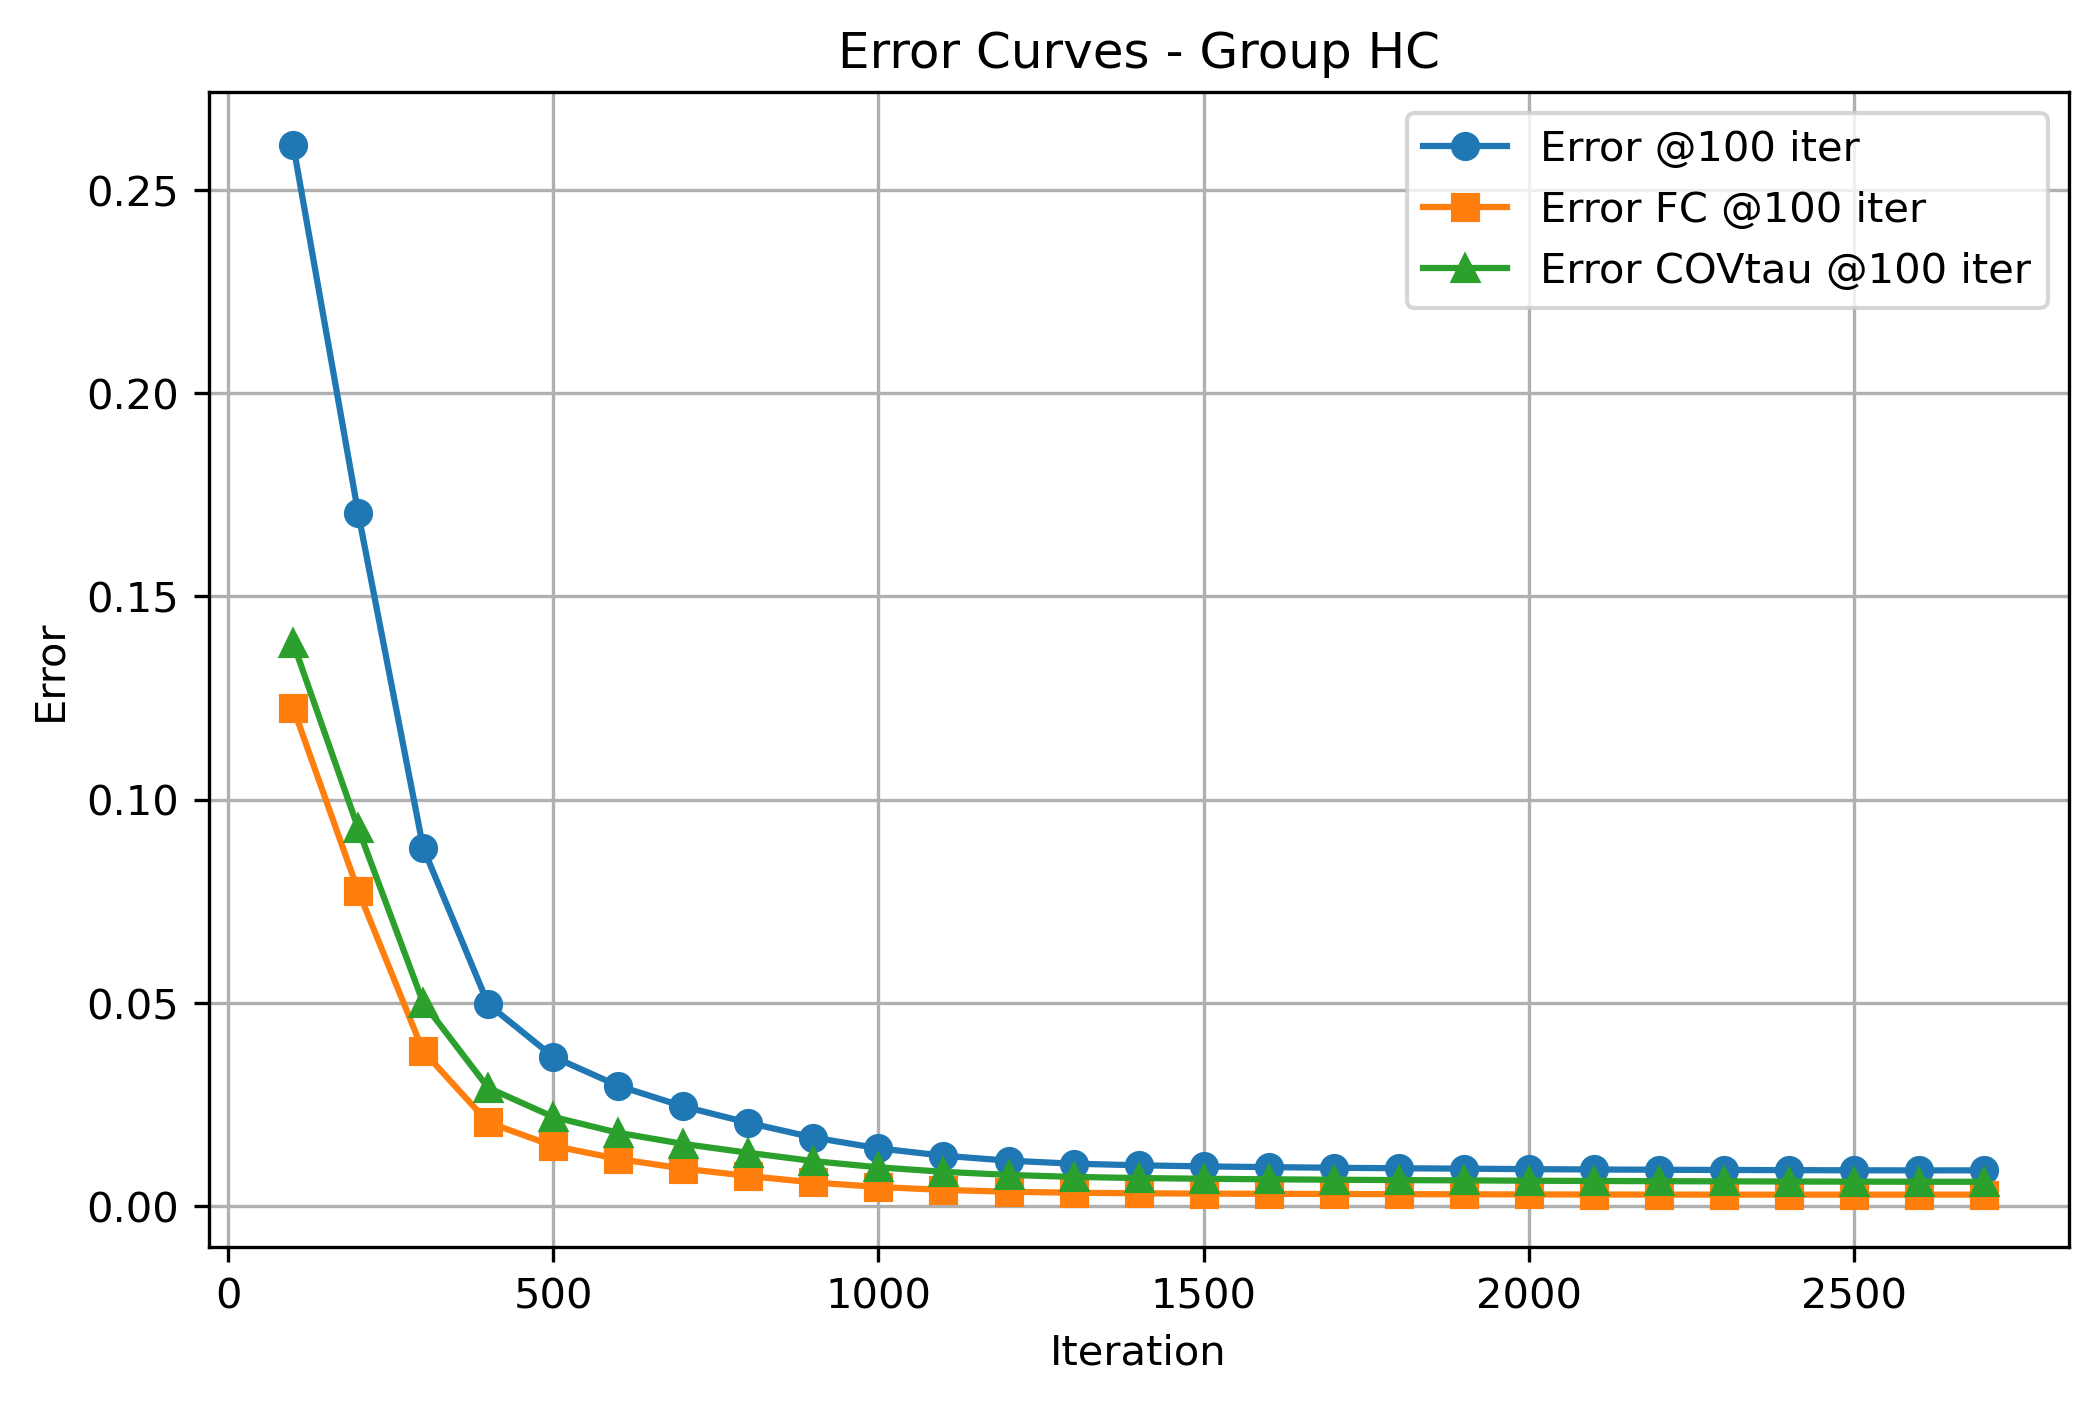 Error Curves - Group HC
Error @100 iter
Error FC @100 iter
Error COVtau @100 iter
0.25
0.20
0.15
0.10
0.05
0.00
Error
0 500 1000 1500 2000 2500
Iteration